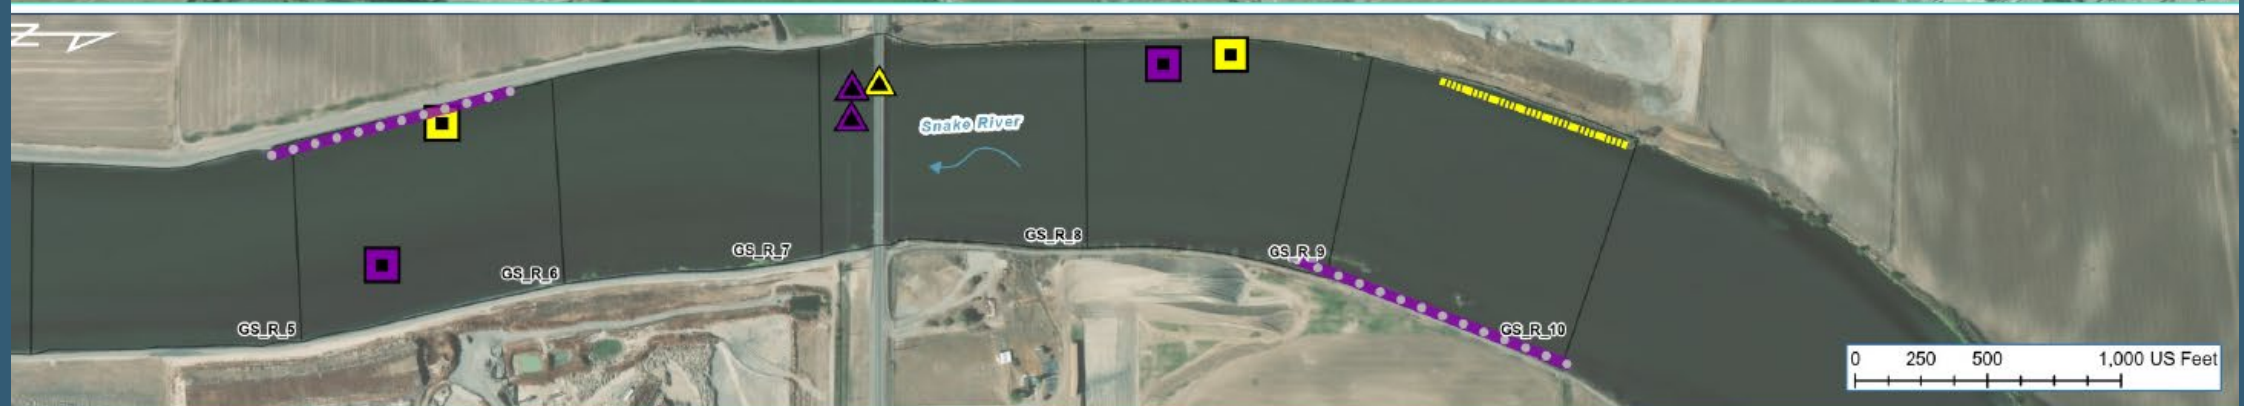 Snake River
GS_R_8
GS_R_7
GS_R_9
GS_R_6
GS_R_5
GS_R_10
0 250 500 1,000 US Feet